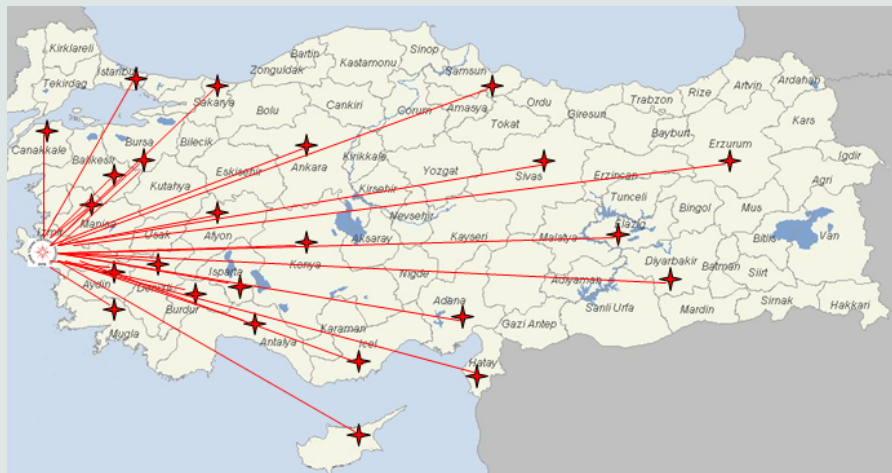 Kirklareli
Bartin
Sinop
Kastamonu
Istanbul
Zonguldak
Samsun
Ardahan
Tekirdag
Sakarya
Cankiri
Corum
Amasya
Ordu
Trabzon
Rize
Artvin
Bolu
Giresun
Kars
Tokat
Bayburt
Canakkale
Bursa
Bilecik
Erzurum
Balikesir
Eskisehir
Ankara
Kirikkale
Igdir
Kutahya
Yozgat
Sivas
Erzincan
Agri
Kirsehir
Tunceli
Manisa
Nevsehir
Bingol
Mus
Izmir
Usak
Afyon
Aksaray
Kayseri
Malatya
Elazig
Bitlis
Van
Konya
Diyarbakir
Isparta
Nigde
Batman
Siirt
Aydin
Denizli
Adiyaman
Burdur
Adana
Sanli Urfa
Mardin
Sirnak
Hakkari
Mugla
Karaman
Gazi Antep
Antalya
Icel
Hatay